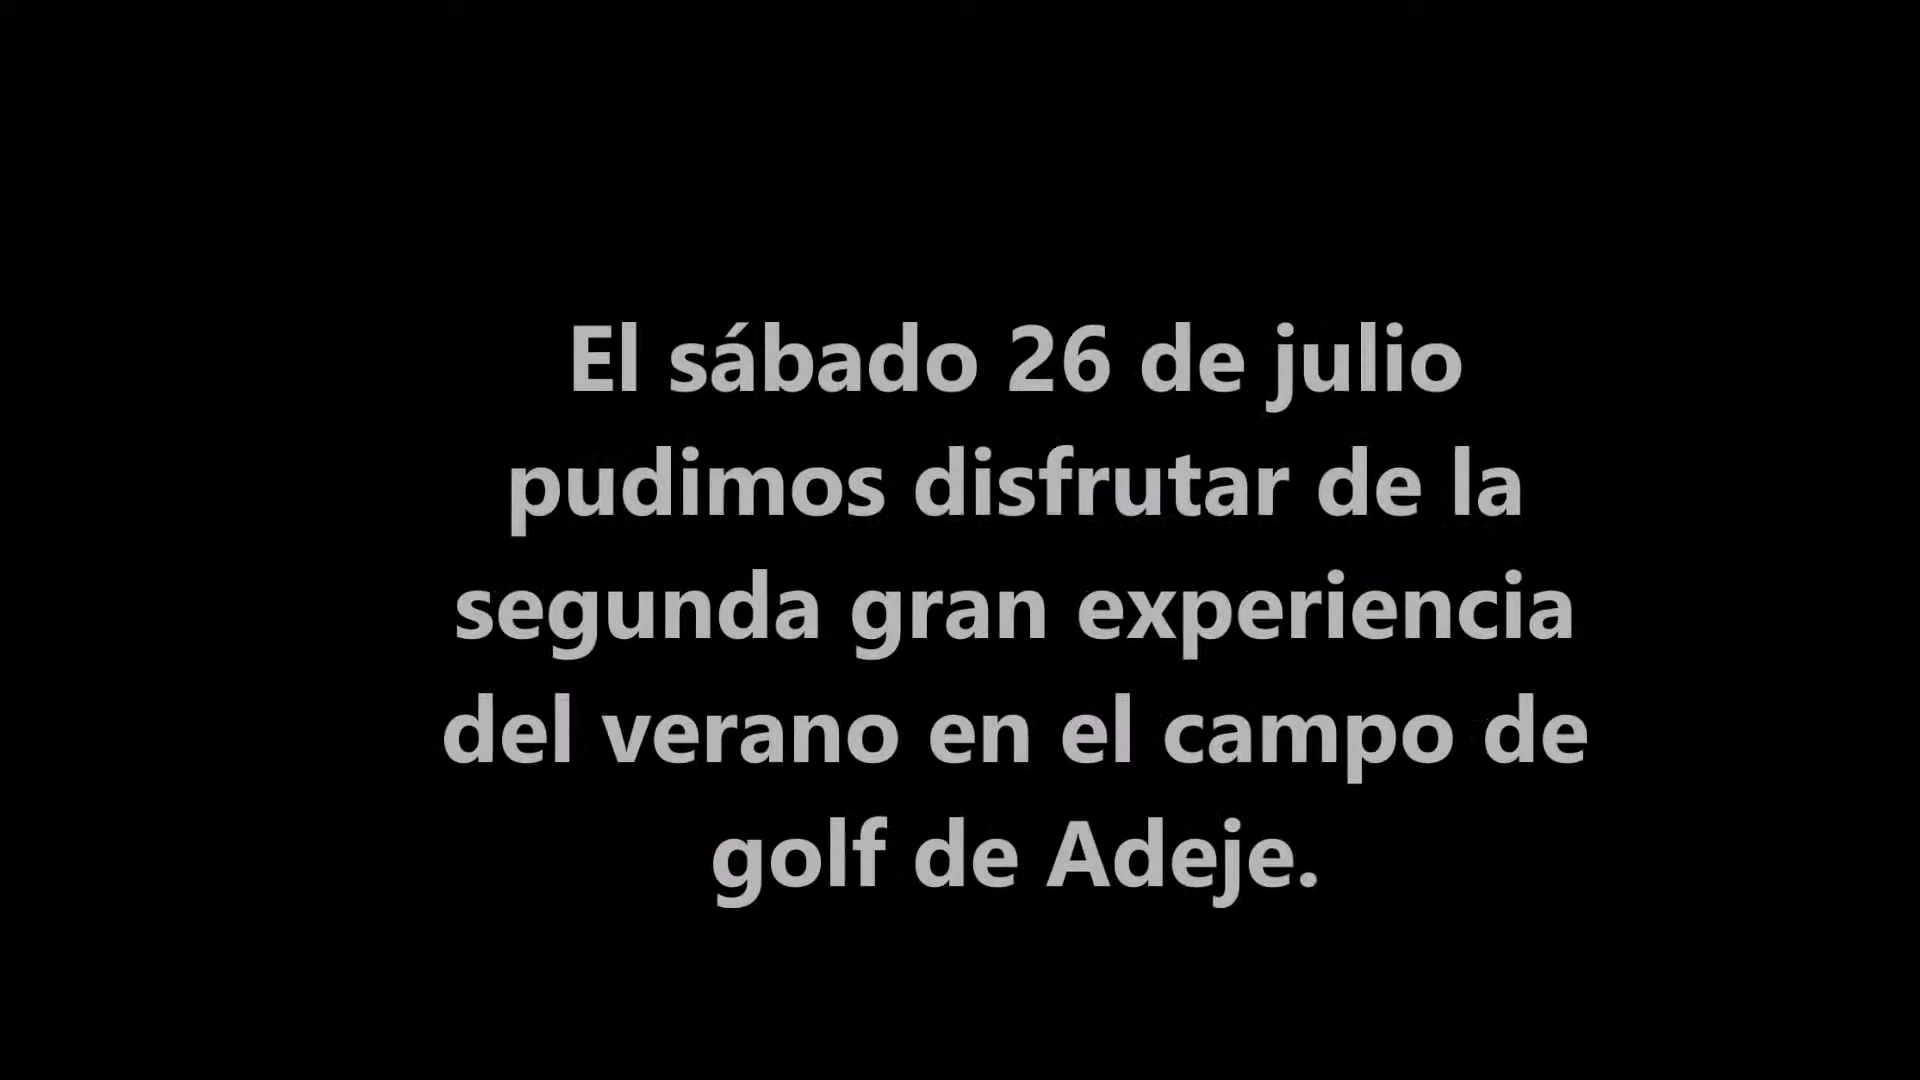 El sábado 26 de julio
pudimos disfrutar de la
segunda gran experiencia
del verano en el campo de
golf de Adeje.